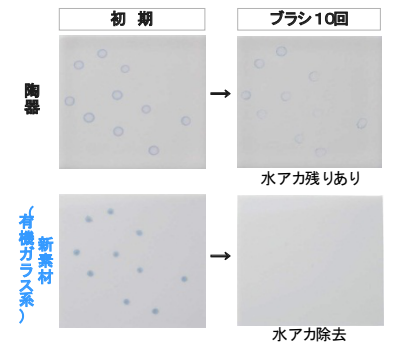 初 期
ブラシ10回
陶器
→
水アカ残りあり
新素材
(有機ガラス系)
→
水アカ除去